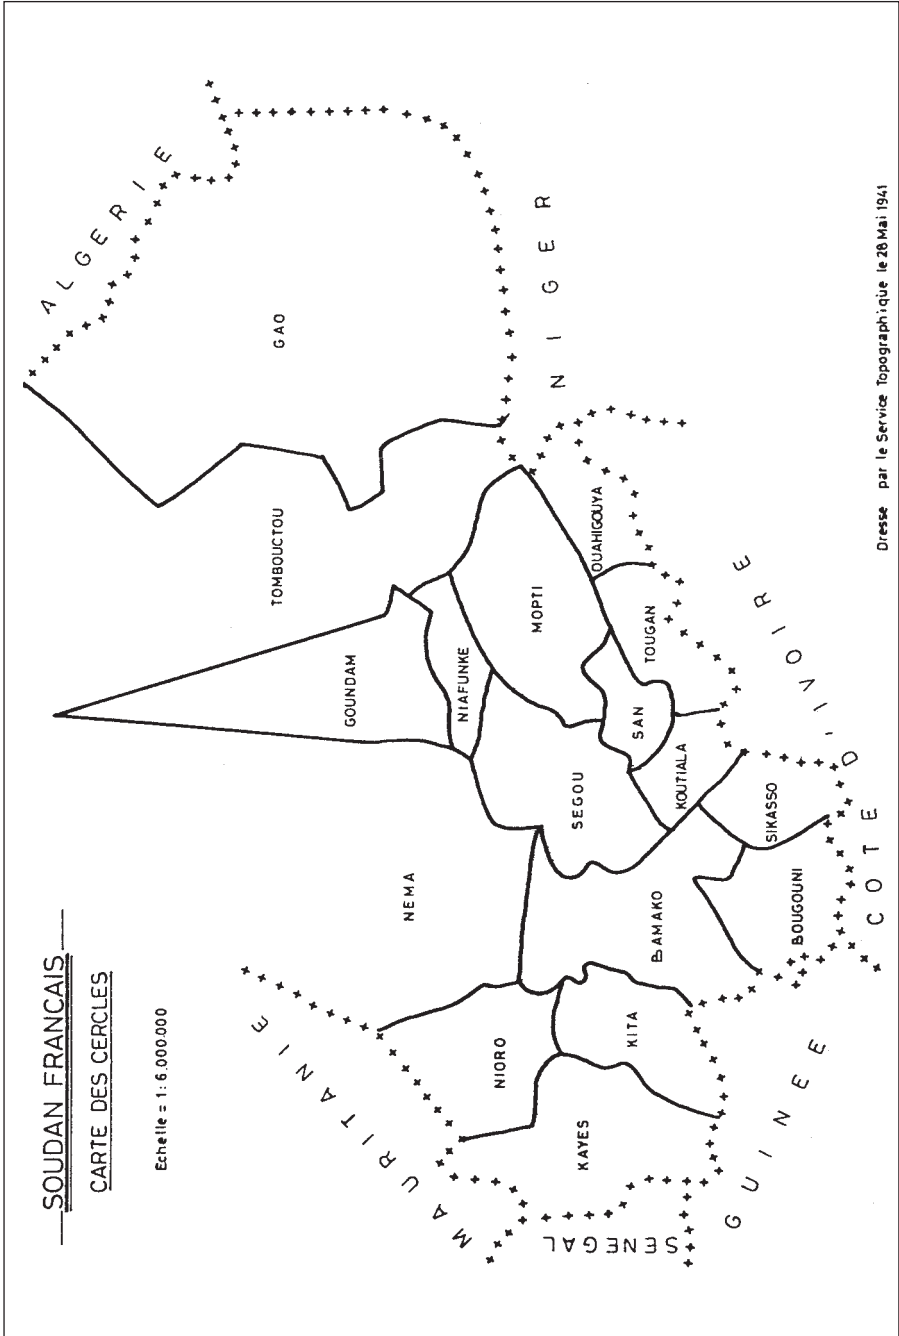 SOUDAN FRANCAIS
CARTE DES CERCLES
Echelle = 1: 6.000.000
MAURITANIE
ALGERIE
NIGER
SENEGAL
GUINEE
COTE D'IVOIRE
NEMA
GOUNDAM
TOMBOUCTOU
GAO
NIORO
KAYES
KITA
BAMAKO
SEGOU
NIAFUNKE
MOPTI
SAN
OUAHIGOUYA
TOUGAN
KOUTIALA
SIKASSO
BOUGOUNI
Dresse par le Service Topographique le 28 Mai 1941